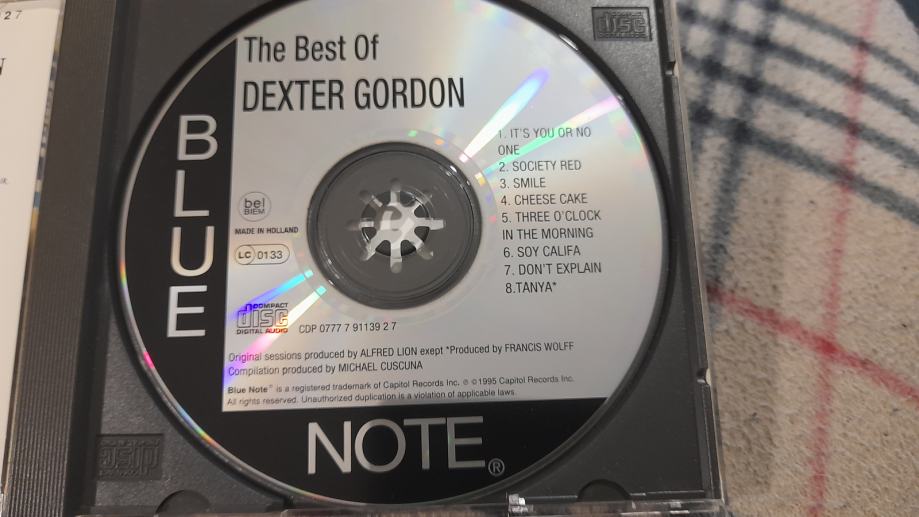 The Best Of
DEXTER GORDON
BLUE
1. IT'S YOU OR NO
ONE
2. SOCIETY RED
3. SMILE
4. CHEESE CAKE
5. THREE O'CLOCK
IN THE MORNING
6. SOY CALIFA
7. DON'T EXPLAIN
8.TANYA*
bel
BIEM
MADE IN HOLLAND
LC 0133
COMPACT
disc
DIGITAL AUDIO
CDP 0777 7 91139 2 7
Original sessions produced by ALFRED LION exept *Produced by FRANCIS WOLFF
Compilation produced by MICHAEL CUSCUNA
Blue Note® is a registered trademark of Capitol Records Inc. ℗ ©1995 Capitol Records Inc.
All rights reserved. Unauthorized duplication is a violation of applicable laws.
NOTE®
disc
disc
2 7
N